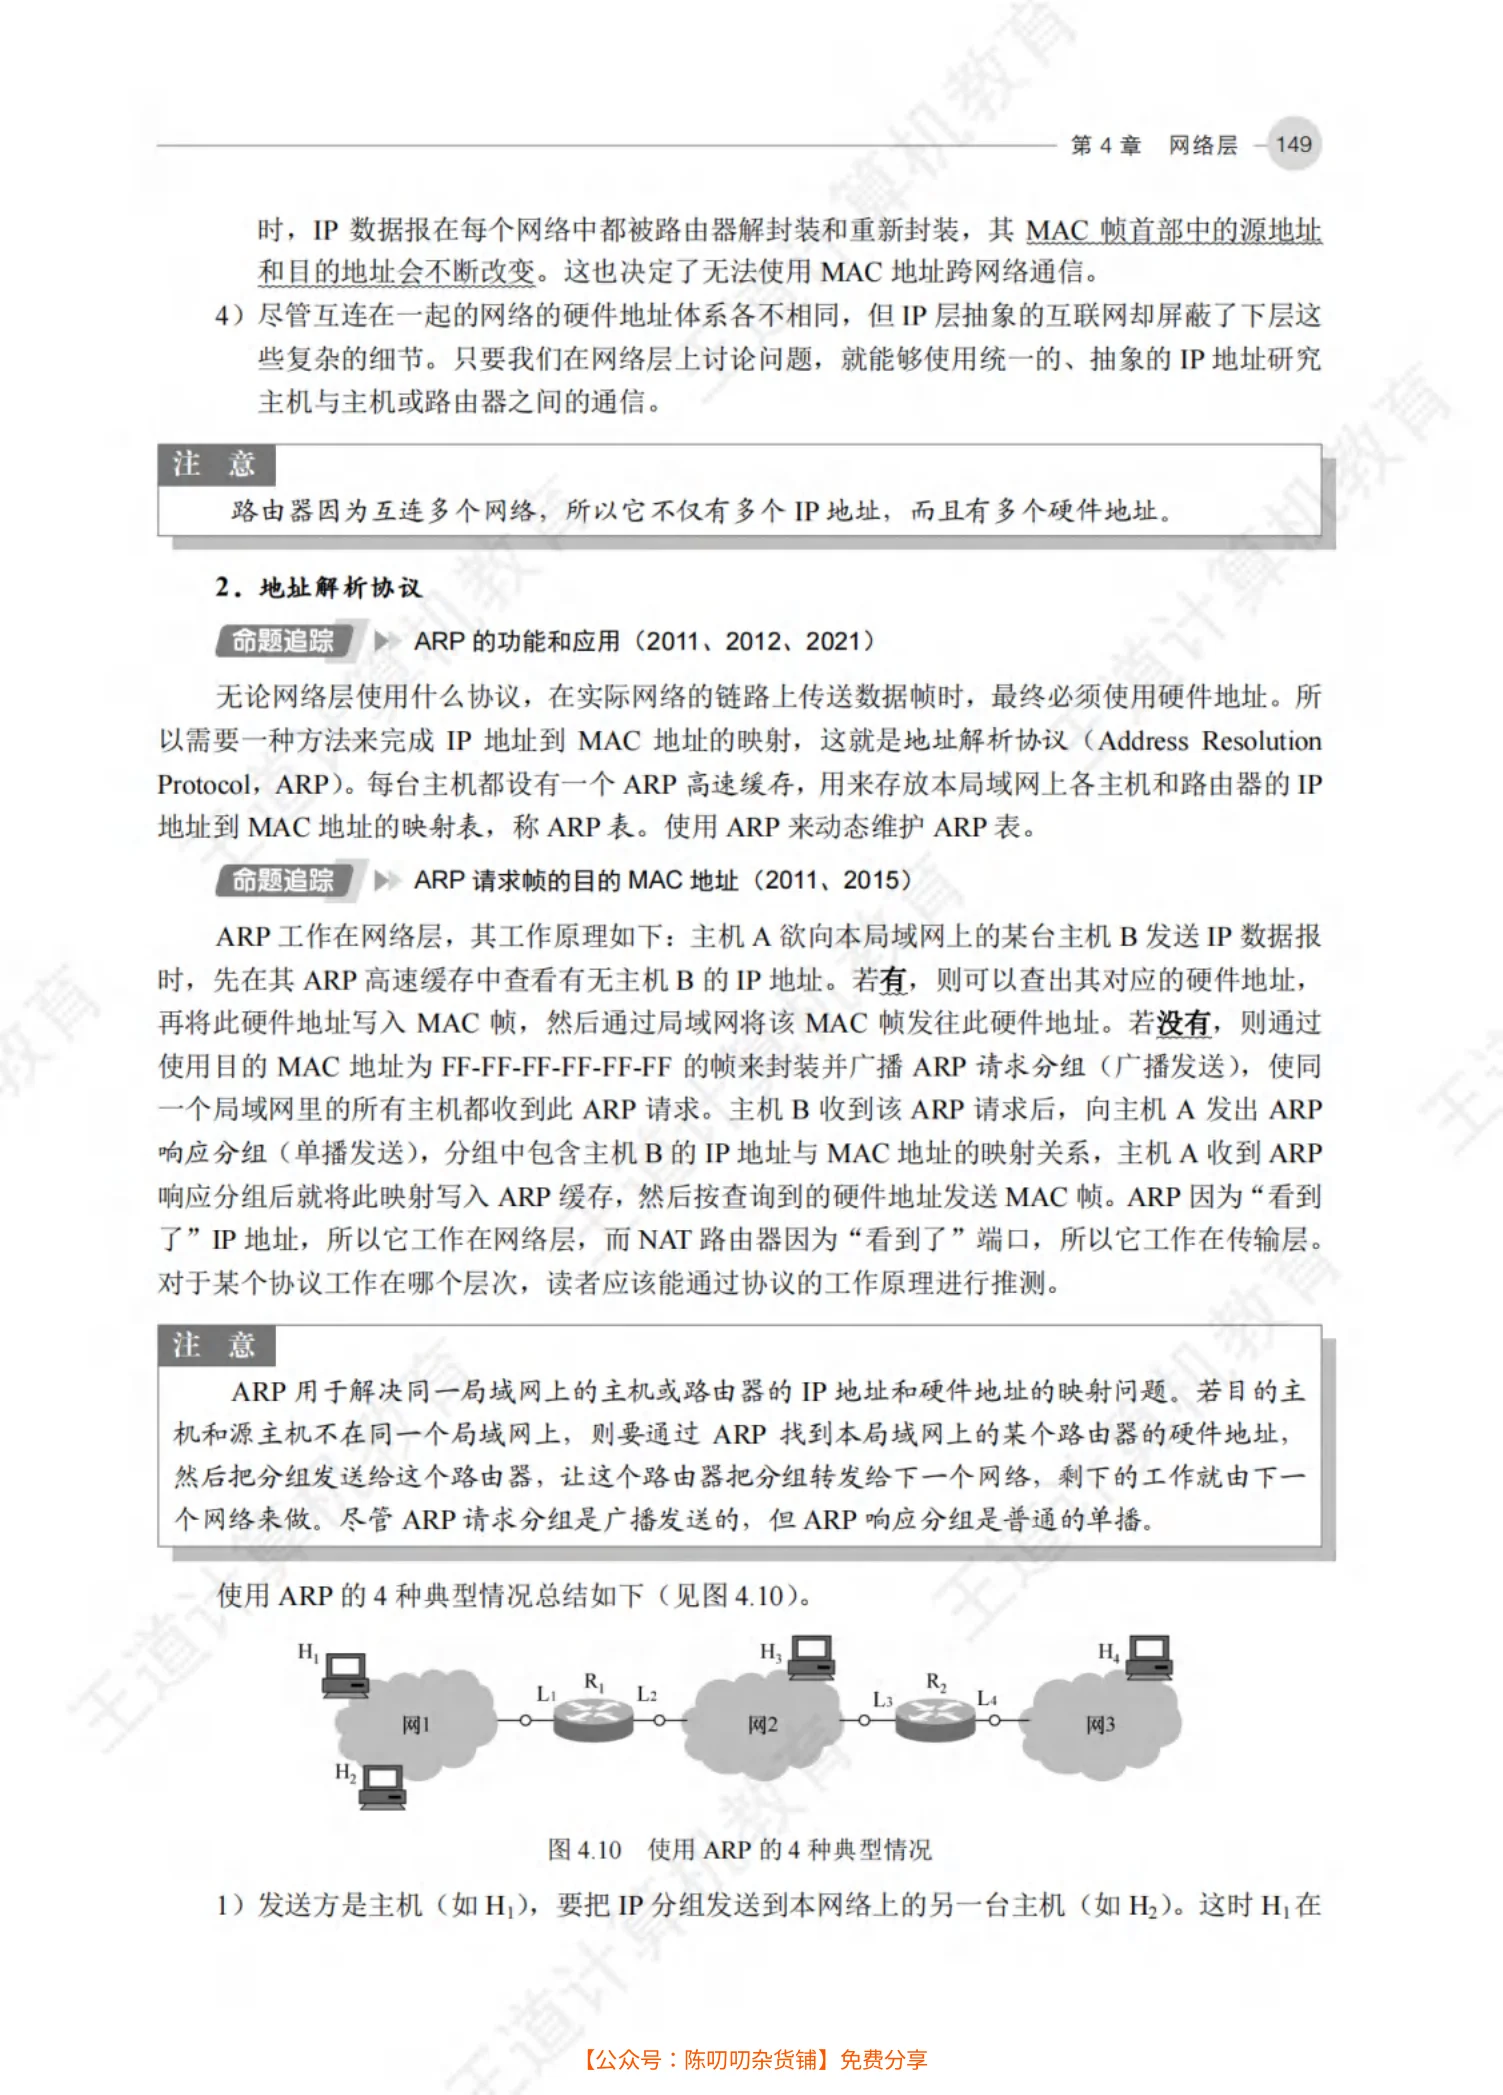 第 4 章 网络层 149
时，IP 数据报在每个网络中都被路由器解封装和重新封装，其 MAC 帧首部中的源地址
和目的地址会不断改变。这也决定了无法使用 MAC 地址跨网络通信。
4）尽管互连在一起的网络的硬件地址体系各不相同，但 IP 层抽象的互联网却屏蔽了下层这
些复杂的细节。只要我们在网络层上讨论问题，就能够使用统一的、抽象的 IP 地址研究
主机与主机或路由器之间的通信。
注 意
路由器因为互连多个网络，所以它不仅有多个 IP 地址，而且有多个硬件地址。
2．地址解析协议
命题追踪 ARP 的功能和应用（2011、2012、2021）
无论网络层使用什么协议，在实际网络的链路上传送数据帧时，最终必须使用硬件地址。所
以需要一种方法来完成 IP 地址到 MAC 地址的映射，这就是地址解析协议（Address Resolution
Protocol，ARP）。每台主机都设有一个 ARP 高速缓存，用来存放本局域网上各主机和路由器的 IP
地址到 MAC 地址的映射表，称 ARP 表。使用 ARP 来动态维护 ARP 表。
命题追踪 ARP 请求帧的目的 MAC 地址（2011、2015）
ARP 工作在网络层，其工作原理如下：主机 A 欲向本局域网上的某台主机 B 发送 IP 数据报
时，先在其 ARP 高速缓存中查看有无主机 B 的 IP 地址。若有，则可以查出其对应的硬件地址，
再将此硬件地址写入 MAC 帧，然后通过局域网将该 MAC 帧发往此硬件地址。若没有，则通过
使用目的 MAC 地址为 FF-FF-FF-FF-FF-FF 的帧来封装并广播 ARP 请求分组（广播发送），使同
一个局域网里的所有主机都收到此 ARP 请求。主机 B 收到该 ARP 请求后，向主机 A 发出 ARP
响应分组（单播发送），分组中包含主机 B 的 IP 地址与 MAC 地址的映射关系，主机 A 收到 ARP
响应分组后就将此映射写入 ARP 缓存，然后按查询到的硬件地址发送 MAC 帧。ARP 因为“看到
了”IP 地址，所以它工作在网络层，而 NAT 路由器因为“看到了”端口，所以它工作在传输层。
对于某个协议工作在哪个层次，读者应该能通过协议的工作原理进行推测。
注 意
ARP 用于解决同一局域网上的主机或路由器的 IP 地址和硬件地址的映射问题。若目的主
机和源主机不在同一个局域网上，则要通过 ARP 找到本局域网上的某个路由器的硬件地址，
然后把分组发送给这个路由器，让这个路由器把分组转发给下一个网络，剩下的工作就由下一
个网络来做。尽管 ARP 请求分组是广播发送的，但 ARP 响应分组是普通的单播。
使用 ARP 的 4 种典型情况总结如下（见图 4.10）。
H₁ H₃ H₄
L1 R₁ L2 L3 R₂ L4
网1 网2 网3
H₂
图 4.10 使用 ARP 的 4 种典型情况
1）发送方是主机（如 H₁），要把 IP 分组发送到本网络上的另一台主机（如 H₂）。这时 H₁ 在
【公众号：陈叨叨杂货铺】免费分享
王道计算机教育